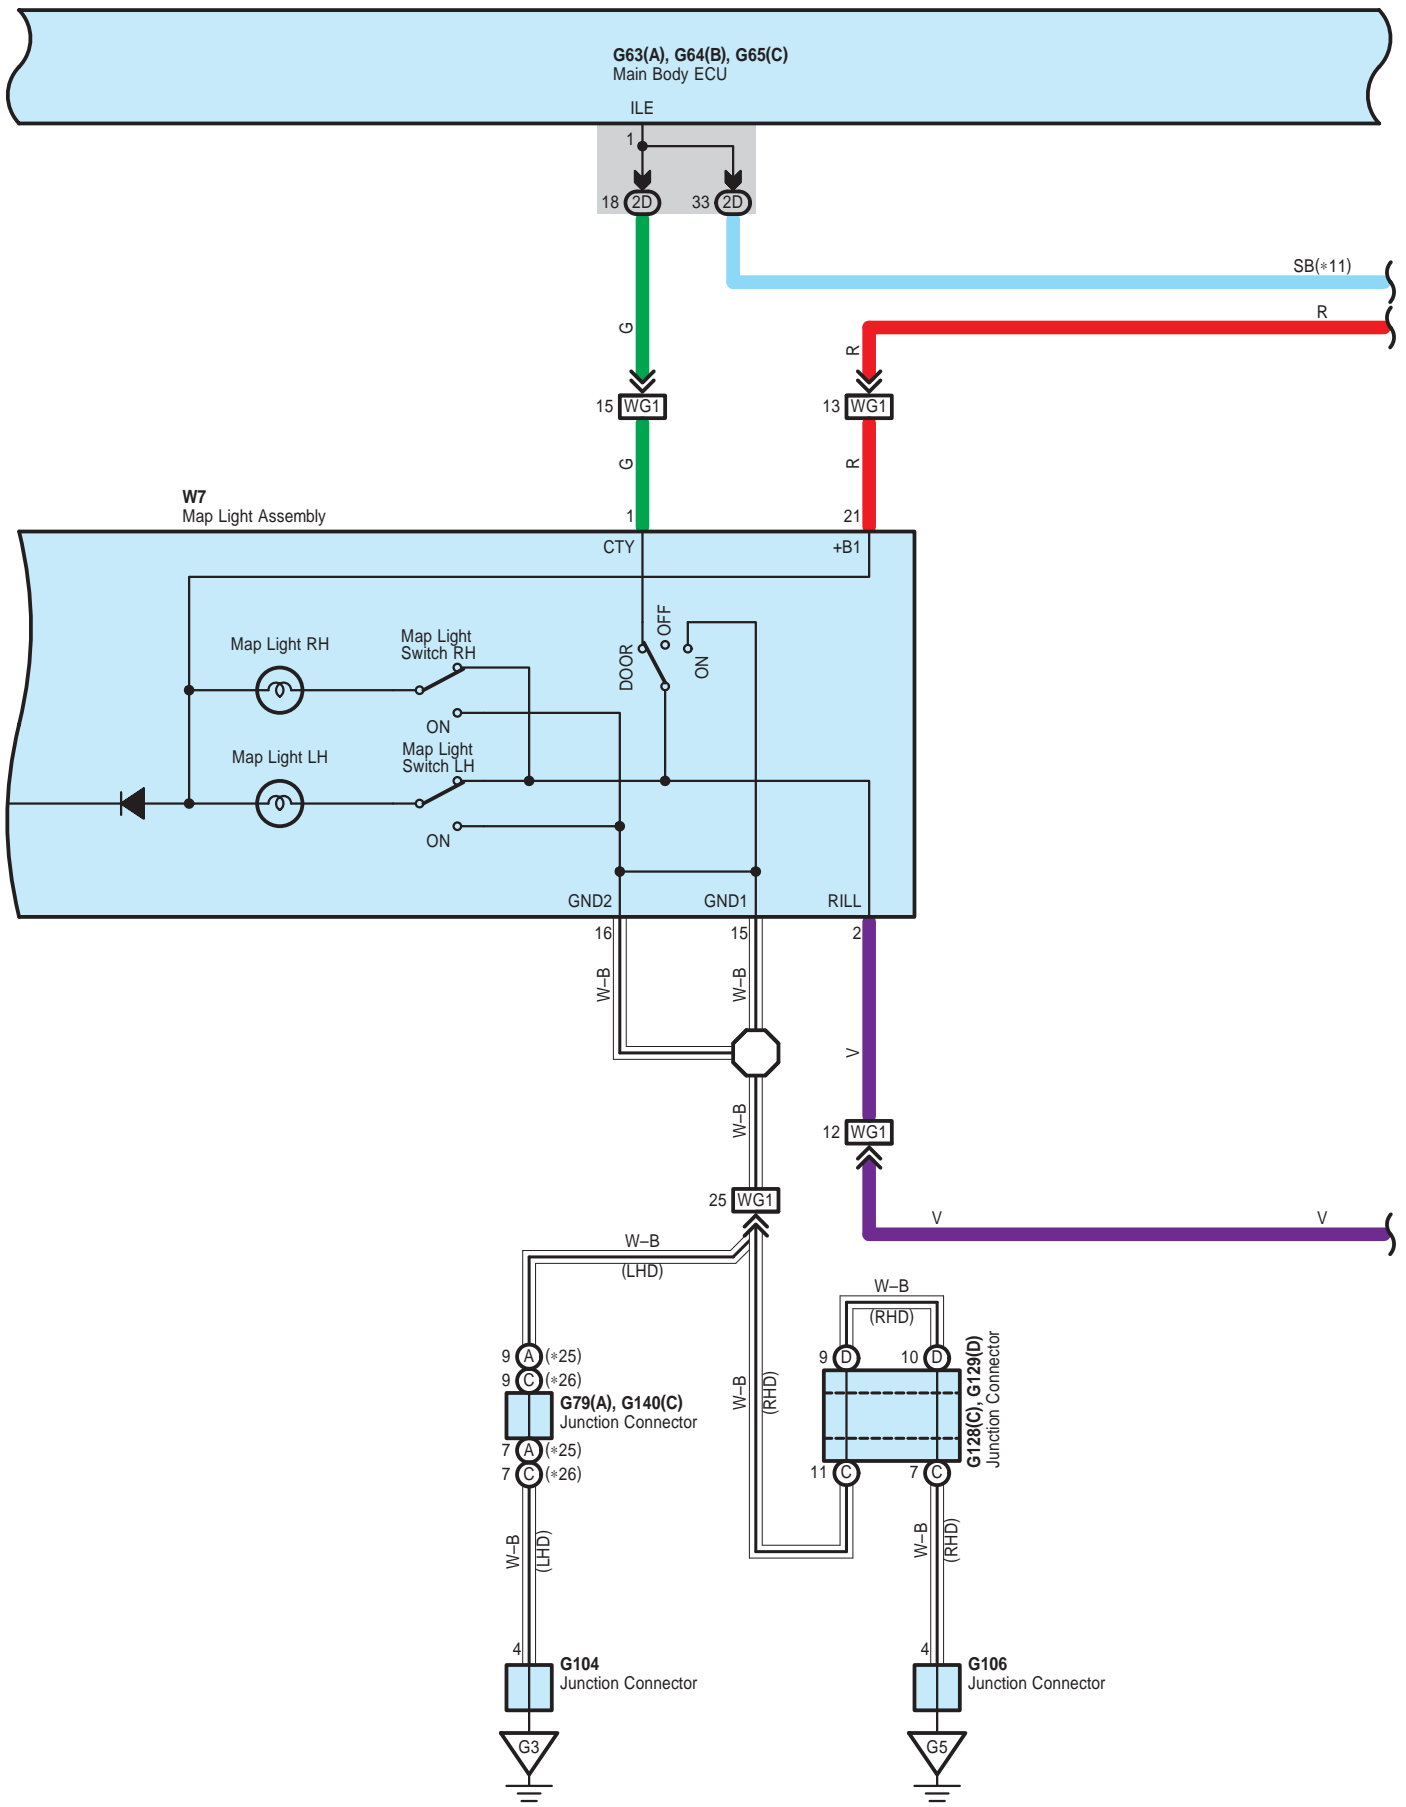 G63(A), G64(B), G65(C)
Main Body ECU
ILE
1
18 2D
33 2D
SB(∗11)
R
G
R
15 WG1
13 WG1
G
R
W7
Map Light Assembly
1
21
CTY
+B1
Map Light RH
Map Light
Switch RH
DOOR
OFF
ON
ON
Map Light LH
Map Light
Switch LH
ON
GND2
GND1
RILL
16
15
2
W–B
W–B
V
W–B
12 WG1
25 WG1
V
V
W–B
(LHD)
W–B
(RHD)
9 A (∗25)
9 C (∗26)
G79(A), G140(C)
Junction Connector
7 A (∗25)
7 C (∗26)
W–B
(RHD)
9 D
10 D
G128(C), G129(D)
Junction Connector
11 C
7 C
W–B
(LHD)
W–B
(RHD)
4
G104
Junction Connector
4
G106
Junction Connector
G3
G5